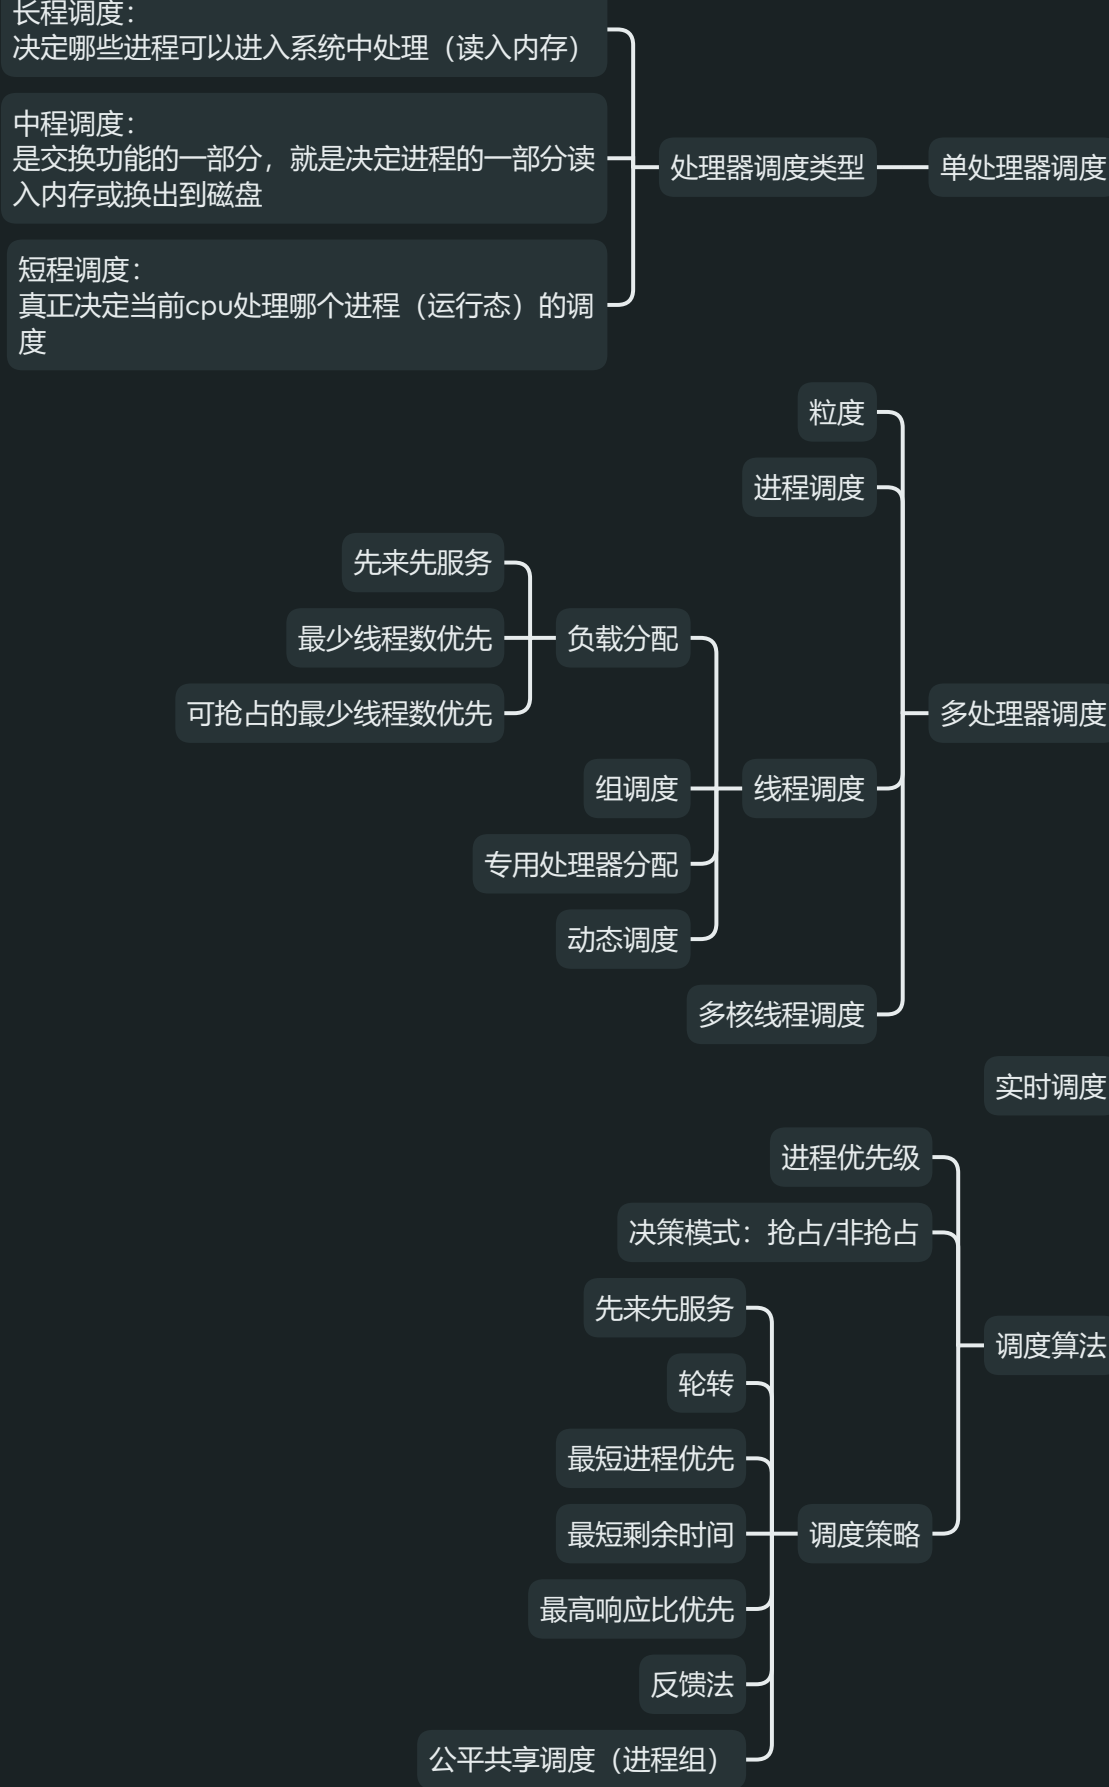 长程调度：
决定哪些进程可以进入系统中处理（读入内存）
中程调度：
是交换功能的一部分，就是决定进程的一部分读
入内存或换出到磁盘
处理器调度类型
单处理器调度
短程调度：
真正决定当前cpu处理哪个进程（运行态）的调
度
粒度
进程调度
先来先服务
最少线程数优先
负载分配
可抢占的最少线程数优先
多处理器调度
组调度
线程调度
专用处理器分配
动态调度
多核线程调度
实时调度
进程优先级
决策模式：抢占/非抢占
先来先服务
调度算法
轮转
最短进程优先
最短剩余时间
调度策略
最高响应比优先
反馈法
公平共享调度（进程组）